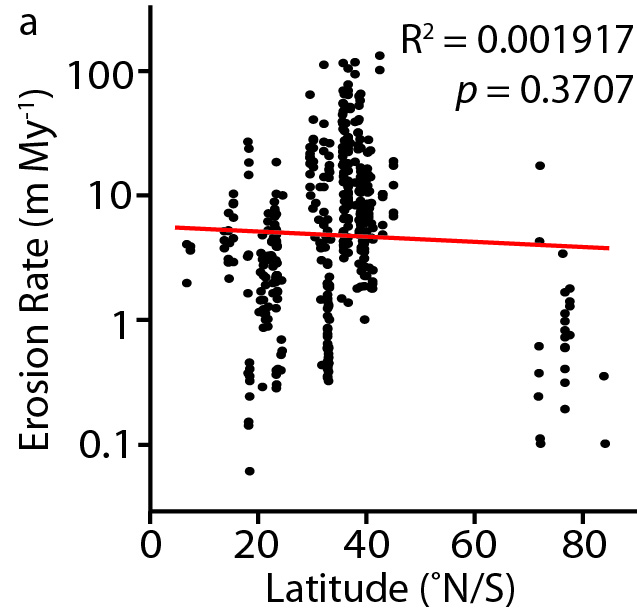 a
R² = 0.001917
p = 0.3707
Erosion Rate (m My⁻¹)
100
10
1
0.1
0 20 40 60 80
Latitude (°N/S)